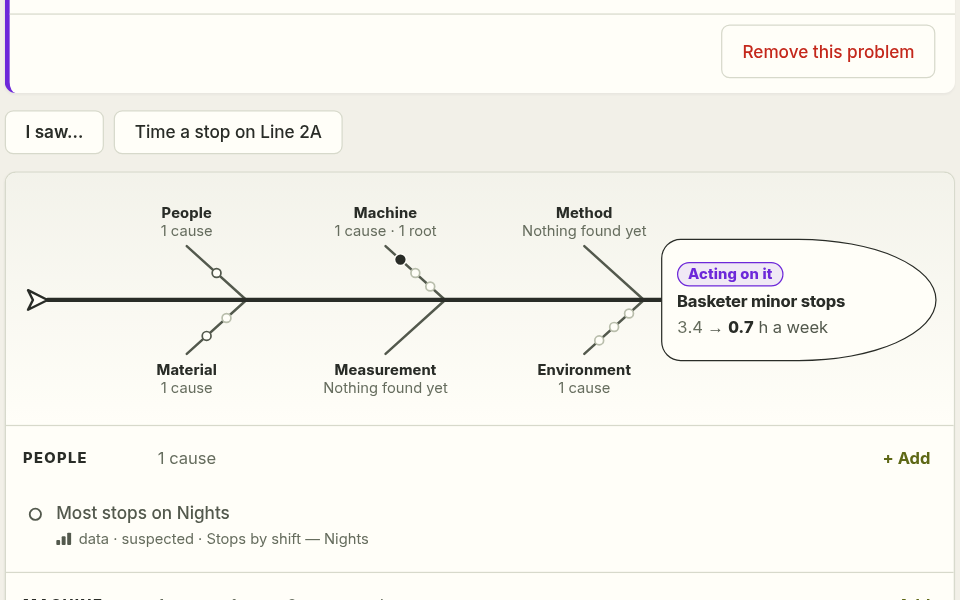 Remove this problem
I saw...
Time a stop on Line 2A
People
1 cause
Machine
1 cause · 1 root
Method
Nothing found yet
Acting on it
Basketer minor stops
3.4 → 0.7 h a week
Material
1 cause
Measurement
Nothing found yet
Environment
1 cause
PEOPLE 1 cause + Add
Most stops on Nights
data · suspected · Stops by shift — Nights